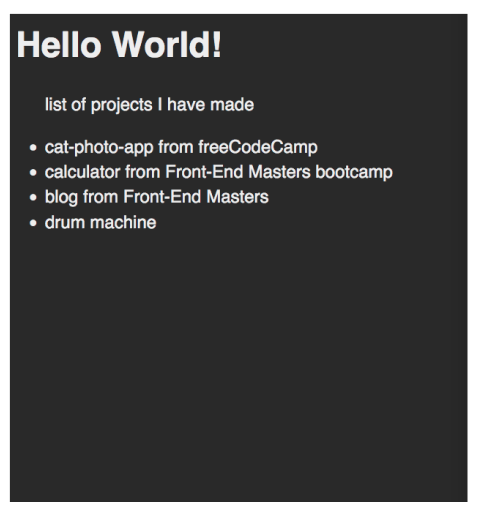 Hello World!
list of projects I have made
• cat-photo-app from freeCodeCamp
• calculator from Front-End Masters bootcamp
• blog from Front-End Masters
• drum machine